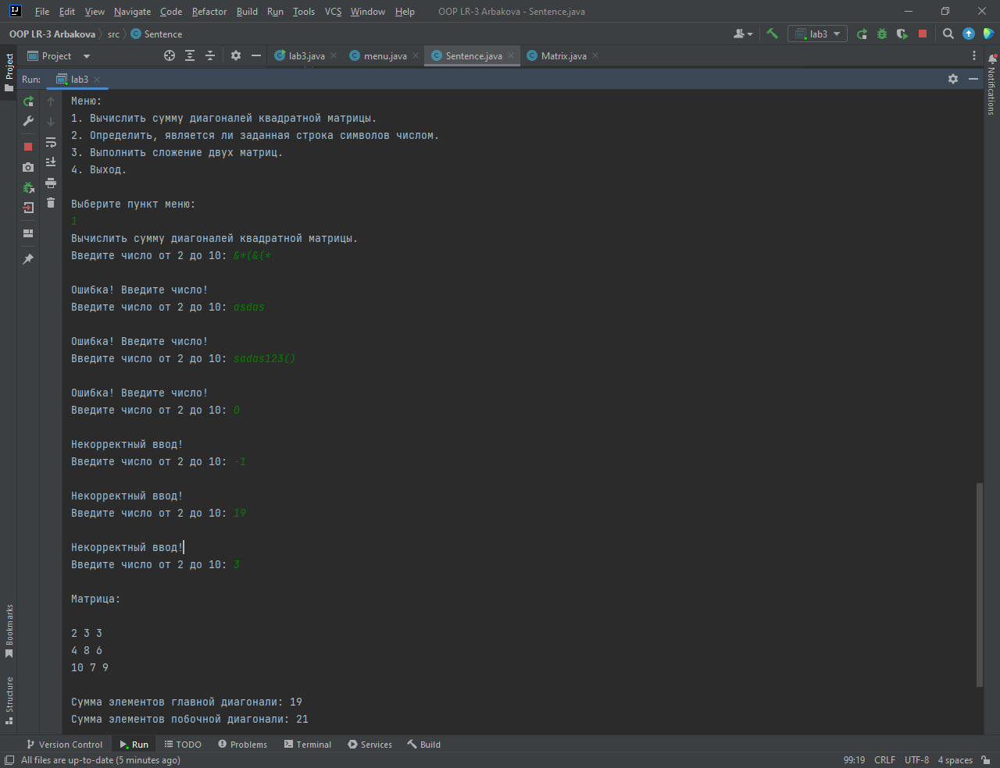 File Edit View Navigate Code Refactor Build Run Tools VCS Window Help OOP LR-3 Arbakova - Sentence.java
OOP LR-3 Arbakova src Sentence lab3
Project lab3.java menu.java Sentence.java Matrix.java
Run: lab3
Меню:
1. Вычислить сумму диагоналей квадратной матрицы.
2. Определить, является ли заданная строка символов числом.
3. Выполнить сложение двух матриц.
4. Выход.
Выберите пункт меню:
1
Вычислить сумму диагоналей квадратной матрицы.
Введите число от 2 до 10: &*(&(*
Ошибка! Введите число!
Введите число от 2 до 10: asdas
Ошибка! Введите число!
Введите число от 2 до 10: sadas123()
Ошибка! Введите число!
Введите число от 2 до 10: 0
Некорректный ввод!
Введите число от 2 до 10: -1
Некорректный ввод!
Введите число от 2 до 10: 19
Некорректный ввод!
Введите число от 2 до 10: 3
Матрица:
2 3 3
4 8 6
10 7 9
Сумма элементов главной диагонали: 19
Сумма элементов побочной диагонали: 21
Project
Bookmarks
Structure
Notifications
Version Control Run TODO Problems Terminal Services Build
All files are up-to-date (5 minutes ago) 99:19 CRLF UTF-8 4 spaces